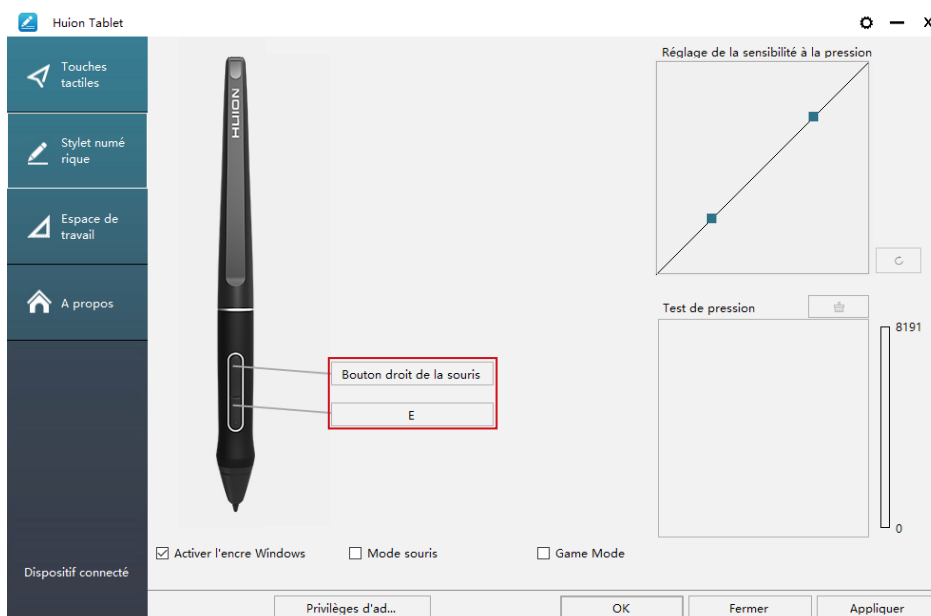 Huion Tablet
Touches
tactiles
Stylet numé
rique
Espace de
travail
A propos
Dispositif connecté
HUION
Bouton droit de la souris
E
Réglage de la sensibilité à la pression
Test de pression
8191
0
Activer l'encre Windows
Mode souris
Game Mode
Privilèges d'ad...
OK
Fermer
Appliquer